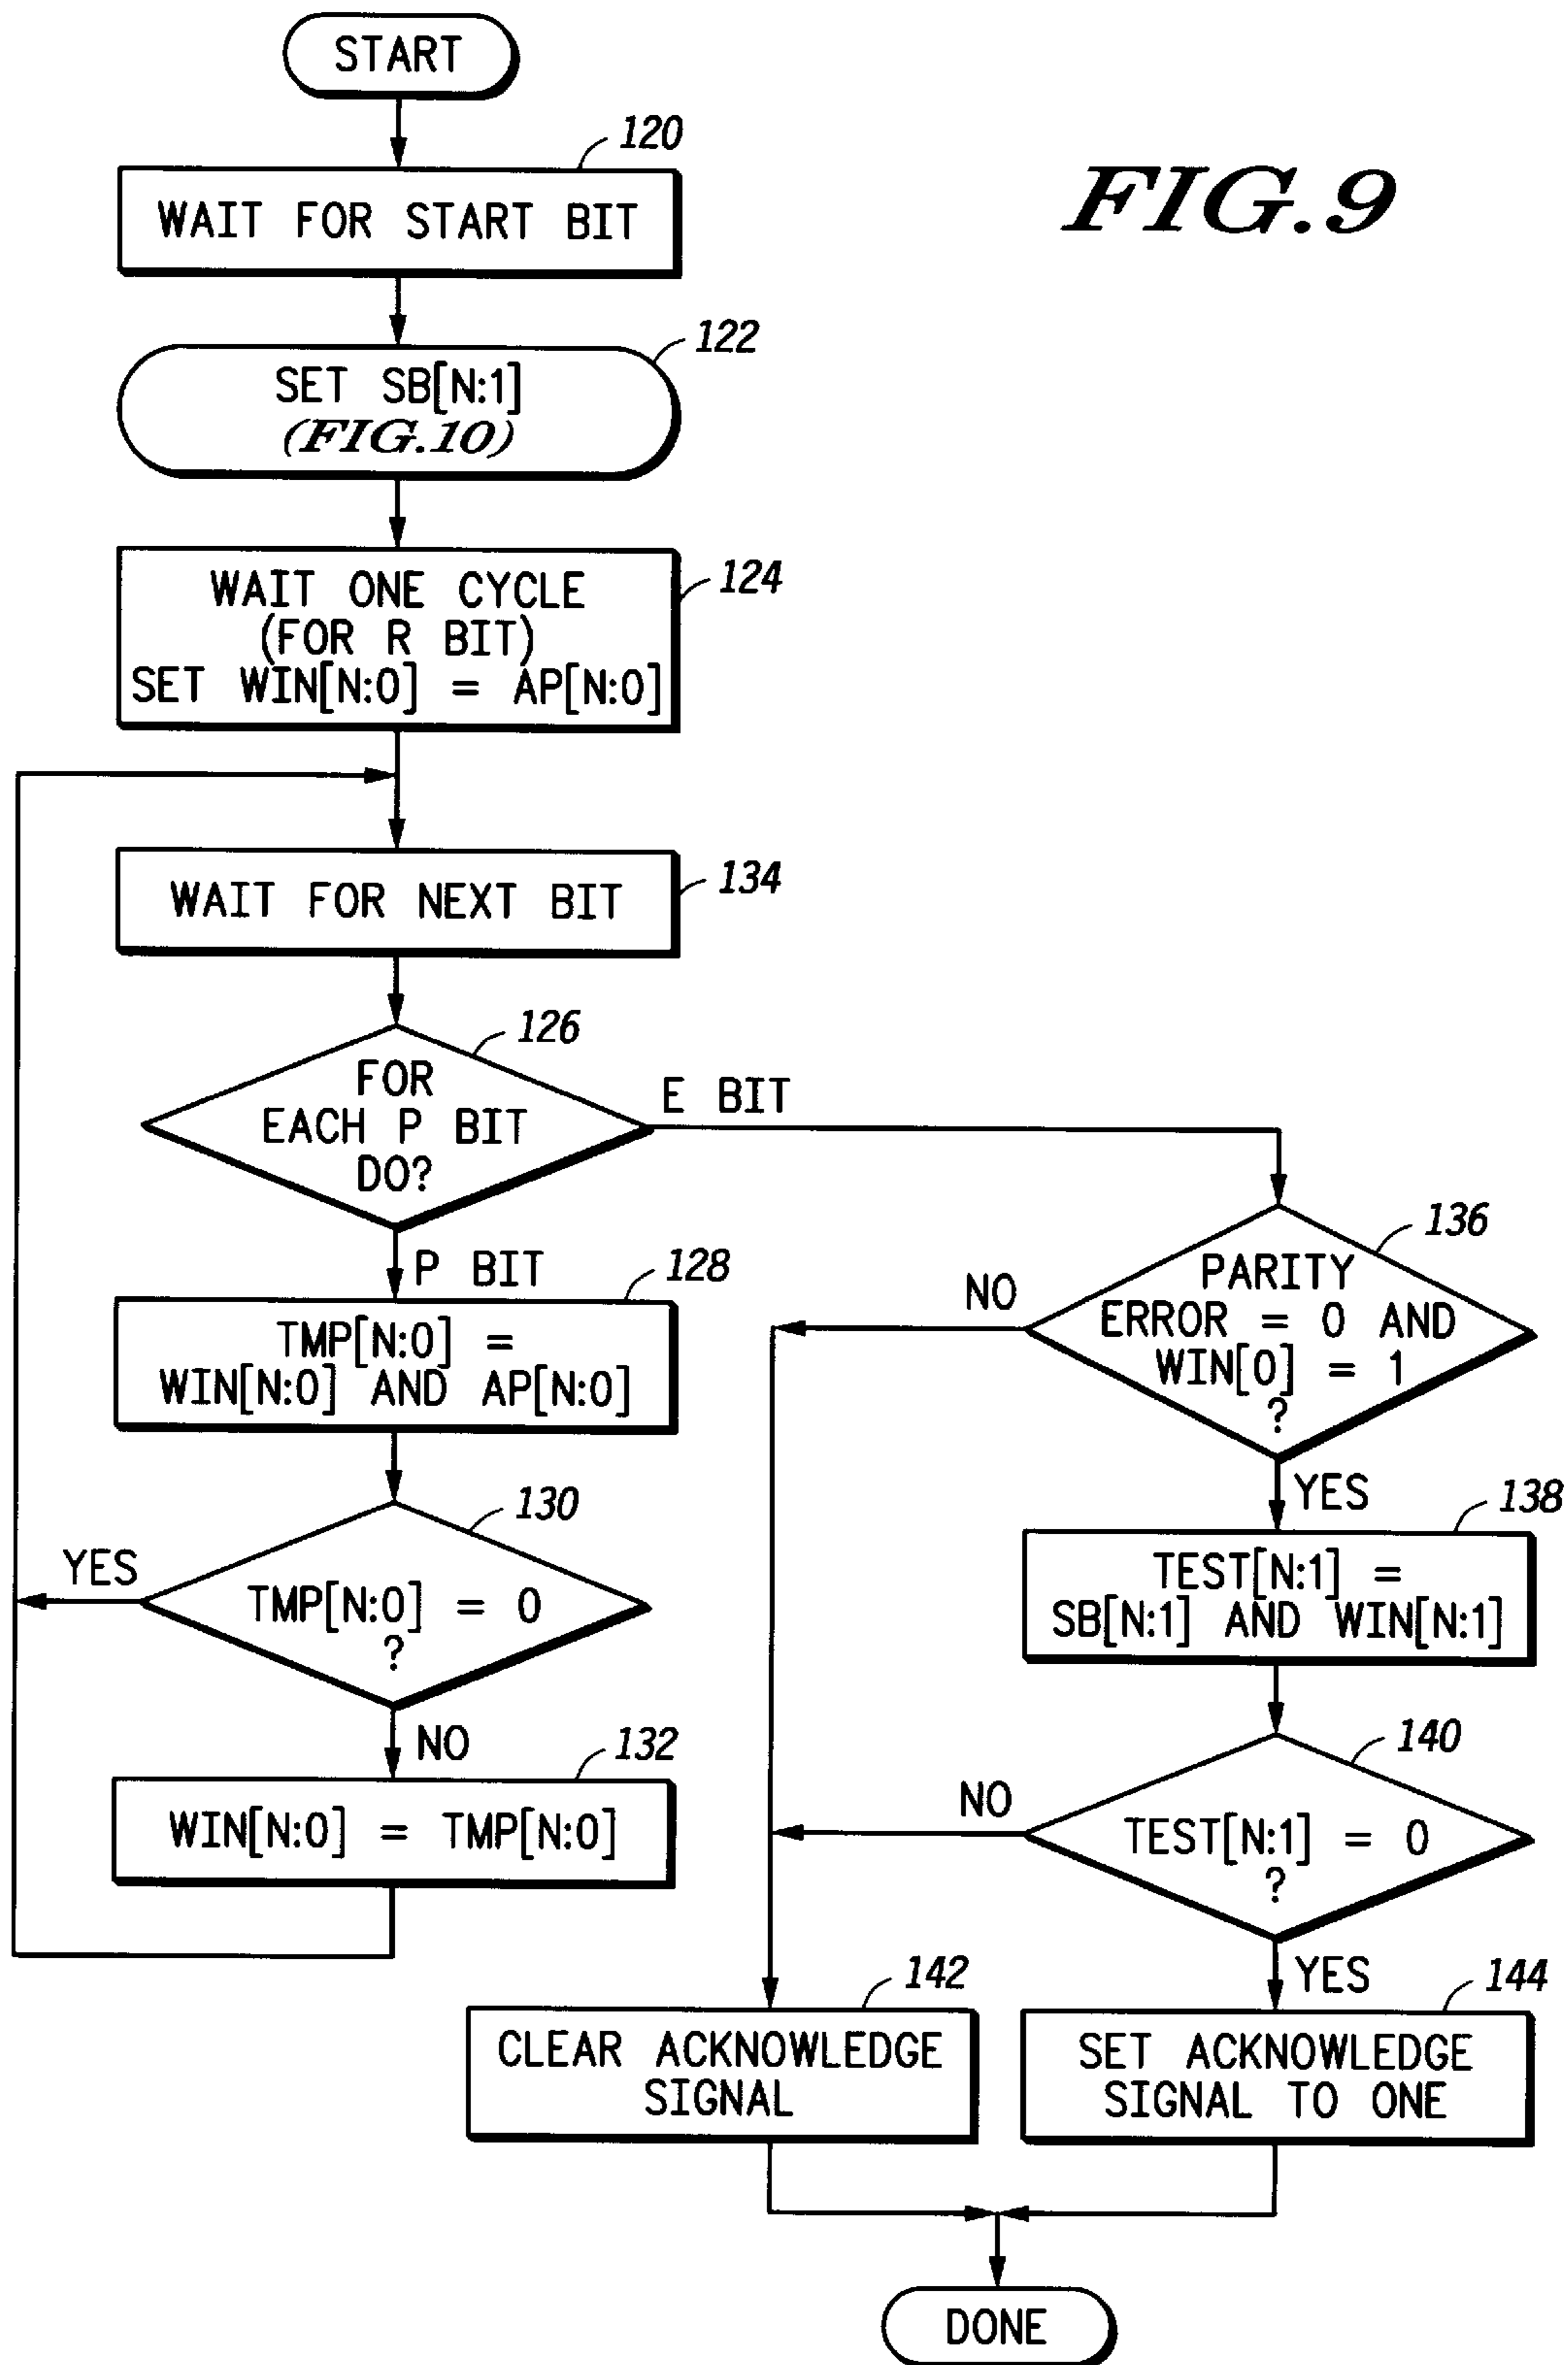 FIG.9
START
120
WAIT FOR START BIT
122
SET SB[N:1]
(FIG.10)
124
WAIT ONE CYCLE
(FOR R BIT)
SET WIN[N:0] = AP[N:0]
134
WAIT FOR NEXT BIT
126
FOR
EACH P BIT
DO?
E BIT
P BIT
128
TMP[N:0] =
WIN[N:0] AND AP[N:0]
130
YES
TMP[N:0] = 0
?
NO
132
WIN[N:0] = TMP[N:0]
136
NO
PARITY
ERROR = 0 AND
WIN[0] = 1
?
YES
138
TEST[N:1] =
SB[N:1] AND WIN[N:1]
140
NO
TEST[N:1] = 0
?
YES
142
CLEAR ACKNOWLEDGE
SIGNAL
144
SET ACKNOWLEDGE
SIGNAL TO ONE
DONE